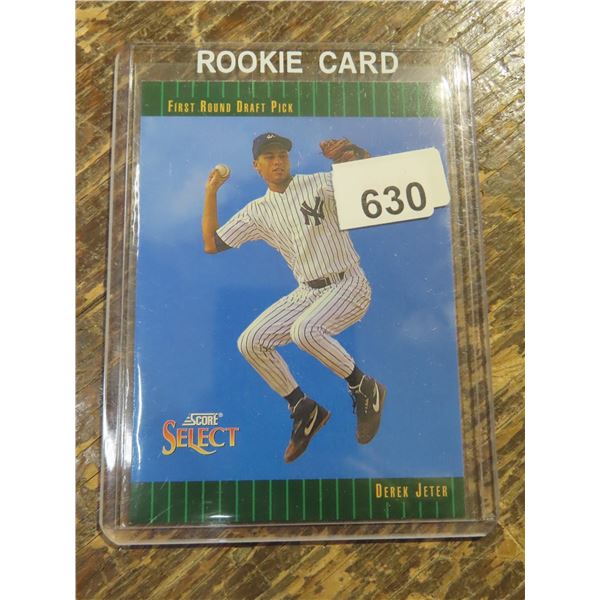 ROOKIE CARD
FIRST ROUND DRAFT PICK
NY
630
SCORE®
SELECT
DEREK JETER